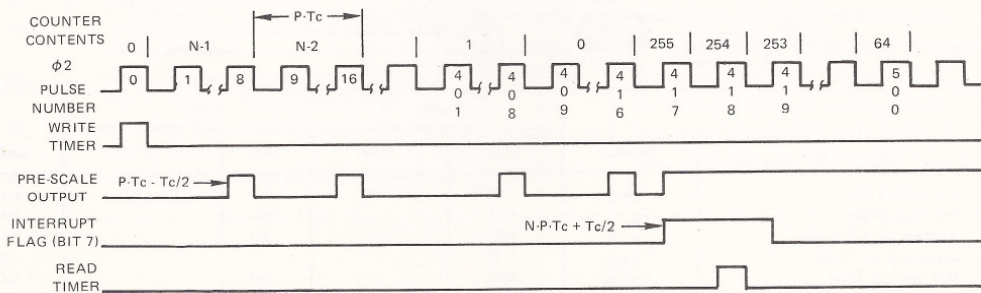 P·Tc
COUNTER
CONTENTS
0 N-1 N-2 1 0 255 254 253 64
φ2
PULSE
NUMBER
0 1 8 9 16 401 408 409 416 417 418 419 500
WRITE
TIMER
PRE-SCALE
OUTPUT
P·Tc - Tc/2
INTERRUPT
FLAG (BIT 7)
N·P·Tc + Tc/2
READ
TIMER